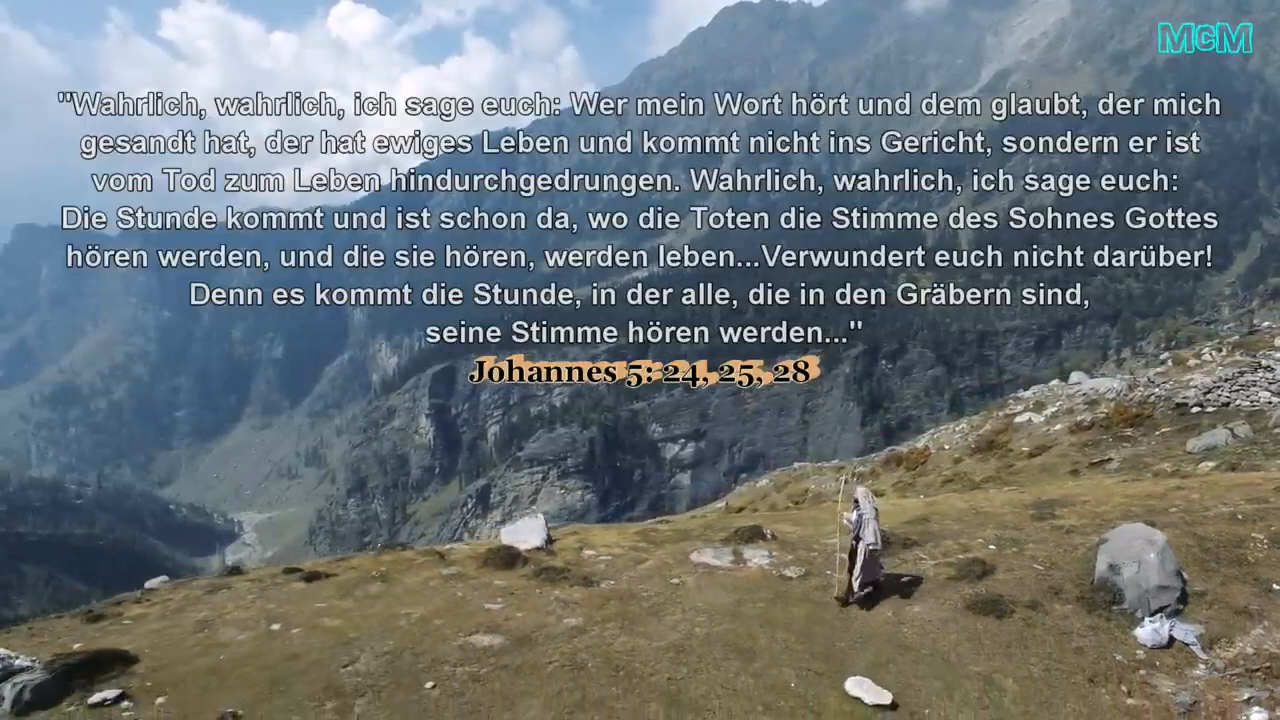 McM
"Wahrlich, wahrlich, ich sage euch: Wer mein Wort hört und dem glaubt, der mich
gesandt hat, der hat ewiges Leben und kommt nicht ins Gericht, sondern er ist
vom Tod zum Leben hindurchgedrungen. Wahrlich, wahrlich, ich sage euch:
Die Stunde kommt und ist schon da, wo die Toten die Stimme des Sohnes Gottes
hören werden, und die sie hören, werden leben...Verwundert euch nicht darüber!
Denn es kommt die Stunde, in der alle, die in den Gräbern sind,
seine Stimme hören werden..."
Johannes 5: 24, 25, 28